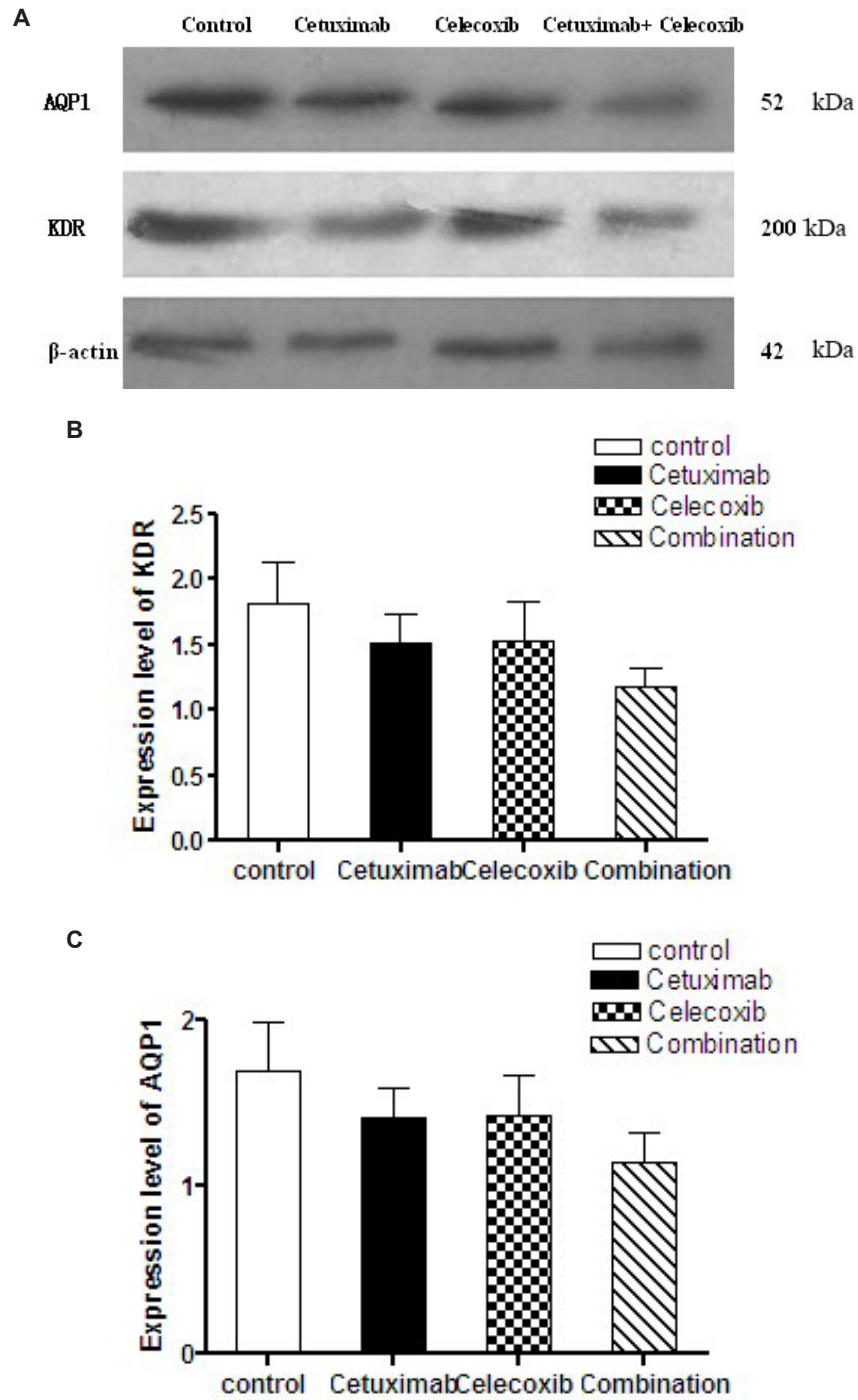 A
Control Cetuximab Celecoxib Cetuximab+ Celecoxib
AQP1 52 kDa
KDR 200 kDa
β-actin 42 kDa
B
control
Cetuximab
Celecoxib
Combination
Expression level of KDR
2.5
2.0
1.5
1.0
0.5
0.0
control Cetuximab Celecoxib Combination
C
control
Cetuximab
Celecoxib
Combination
Expression level of AQP1
2
1
0
control Cetuximab Celecoxib Combination